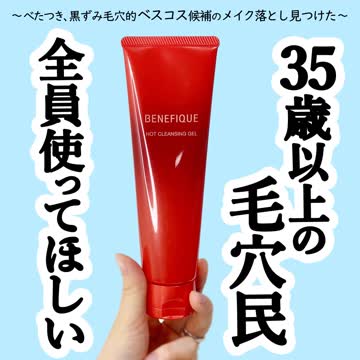 〜べたつき、黒ずみ毛穴的ベスコス候補のメイク落とし見つけた〜
35歳以上の
毛穴民
全員使ってほしい
BENEFIQUE
HOT CLEANSING GEL